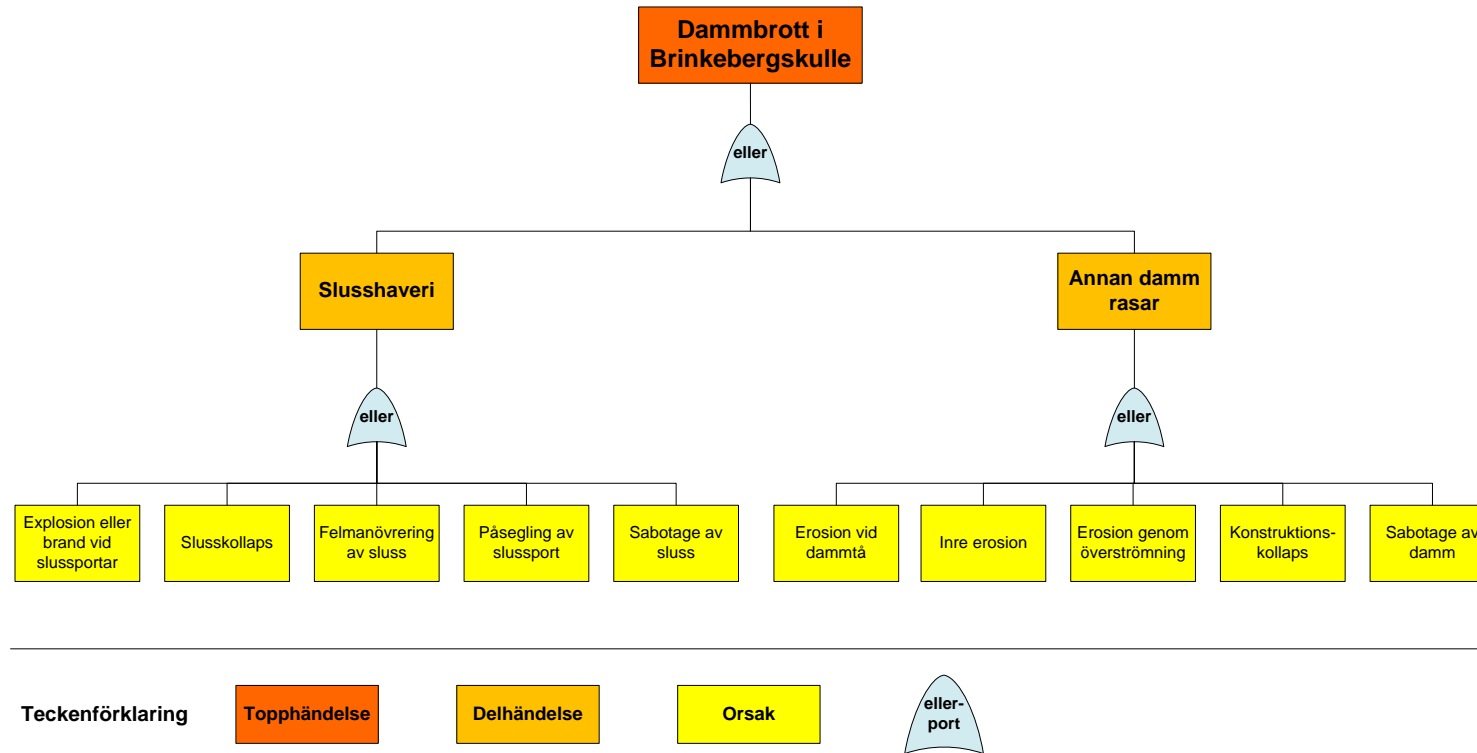 Dammbrott i
Brinkebergskulle
eller
Slusshaveri
Annan damm
rasar
eller
eller
Explosion eller
brand vid
slussportar
Slusskollaps
Felmanövrering
av sluss
Påsegling av
slussport
Sabotage av
sluss
Erosion vid
dammtå
Inre erosion
Erosion genom
överströmning
Konstruktions-
kollaps
Sabotage av
damm
Teckenförklaring
Topphändelse
Delhändelse
Orsak
eller-
port